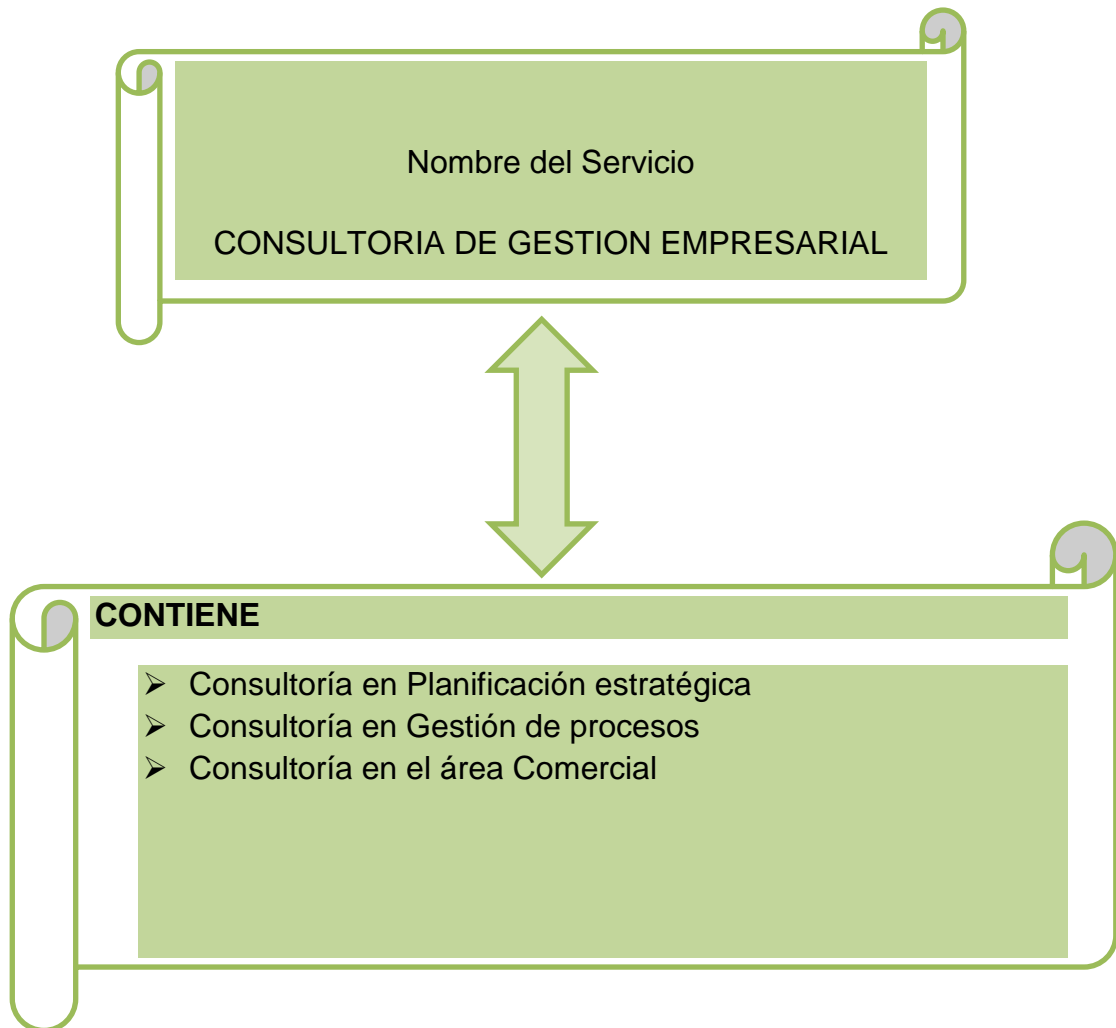 Nombre del Servicio
CONSULTORIA DE GESTION EMPRESARIAL
CONTIENE
➢ Consultoría en Planificación estratégica
➢ Consultoría en Gestión de procesos
➢ Consultoría en el área Comercial